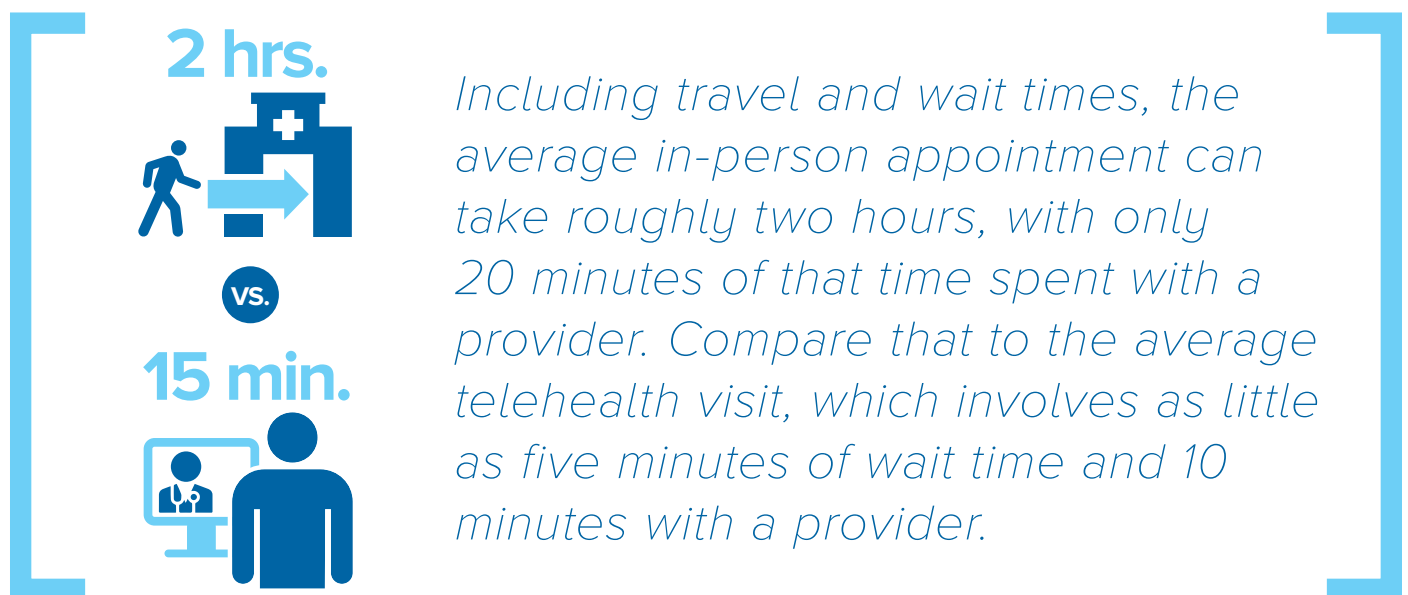 2 hrs.
vs.
15 min.
Including travel and wait times, the
average in-person appointment can
take roughly two hours, with only
20 minutes of that time spent with a
provider. Compare that to the average
telehealth visit, which involves as little
as five minutes of wait time and 10
minutes with a provider.